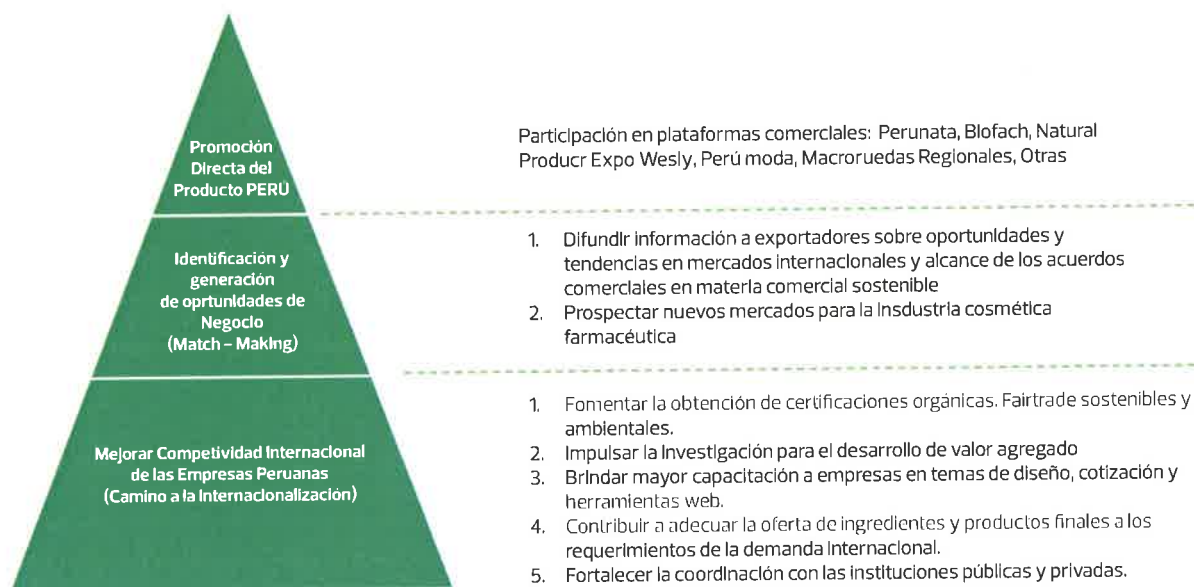 Promoción
Directa del
Producto PERÚ
Participación en plataformas comerciales: Perunata, Biofach, Natural
Producr Expo Wesly, Perú moda, Macroruedas Regionales, Otras
Identificación y
generación
de oprtunidades de
Negocio
(Match – Making)
1. Difundir información a exportadores sobre oportunidades y
tendencias en mercados internacionales y alcance de los acuerdos
comerciales en materia comercial sostenible
2. Prospectar nuevos mercados para la insdustria cosmética
farmacéutica
Mejorar Competividad Internacional
de las Empresas Peruanas
(Camino a la Internacionalización)
1. Fomentar la obtención de certificaciones orgánicas. Fairtrade sostenibles y
ambientales.
2. Impulsar la investigación para el desarrollo de valor agregado
3. Brindar mayor capacitación a empresas en temas de diseño, cotización y
herramientas web.
4. Contribuir a adecuar la oferta de ingredientes y productos finales a los
requerimientos de la demanda internacional.
5. Fortalecer la coordinación con las instituciones públicas y privadas.